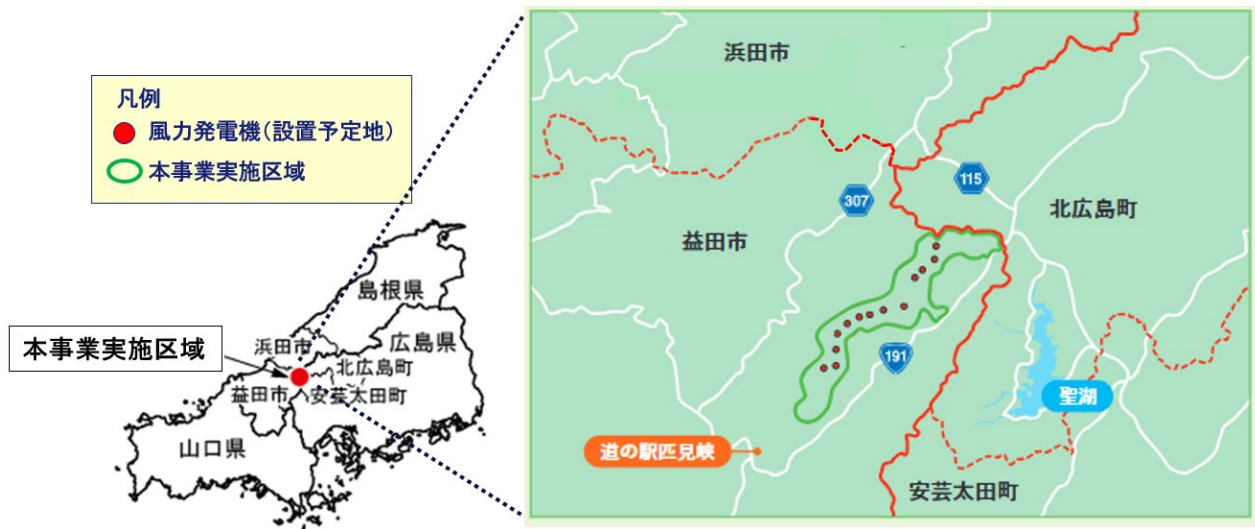 凡例
風力発電機(設置予定地)
本事業実施区域
島根県
広島県
浜田市
北広島町
益田市
安芸太田町
山口県
本事業実施区域
浜田市
115
307
北広島町
益田市
191
聖湖
道の駅匹見峡
安芸太田町